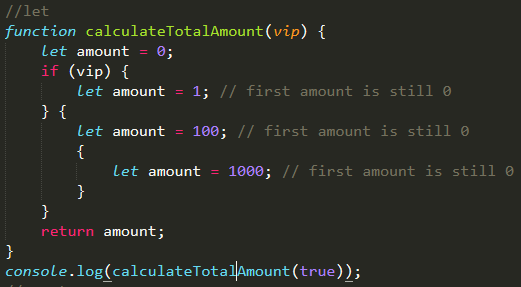 //let
function calculateTotalAmount(vip) {
    let amount = 0;
    if (vip) {
        let amount = 1; // first amount is still 0
    } {
        let amount = 100; // first amount is still 0
        {
            let amount = 1000; // first amount is still 0
        }
    }
    return amount;
}
console.log(calculateTotalAmount(true));